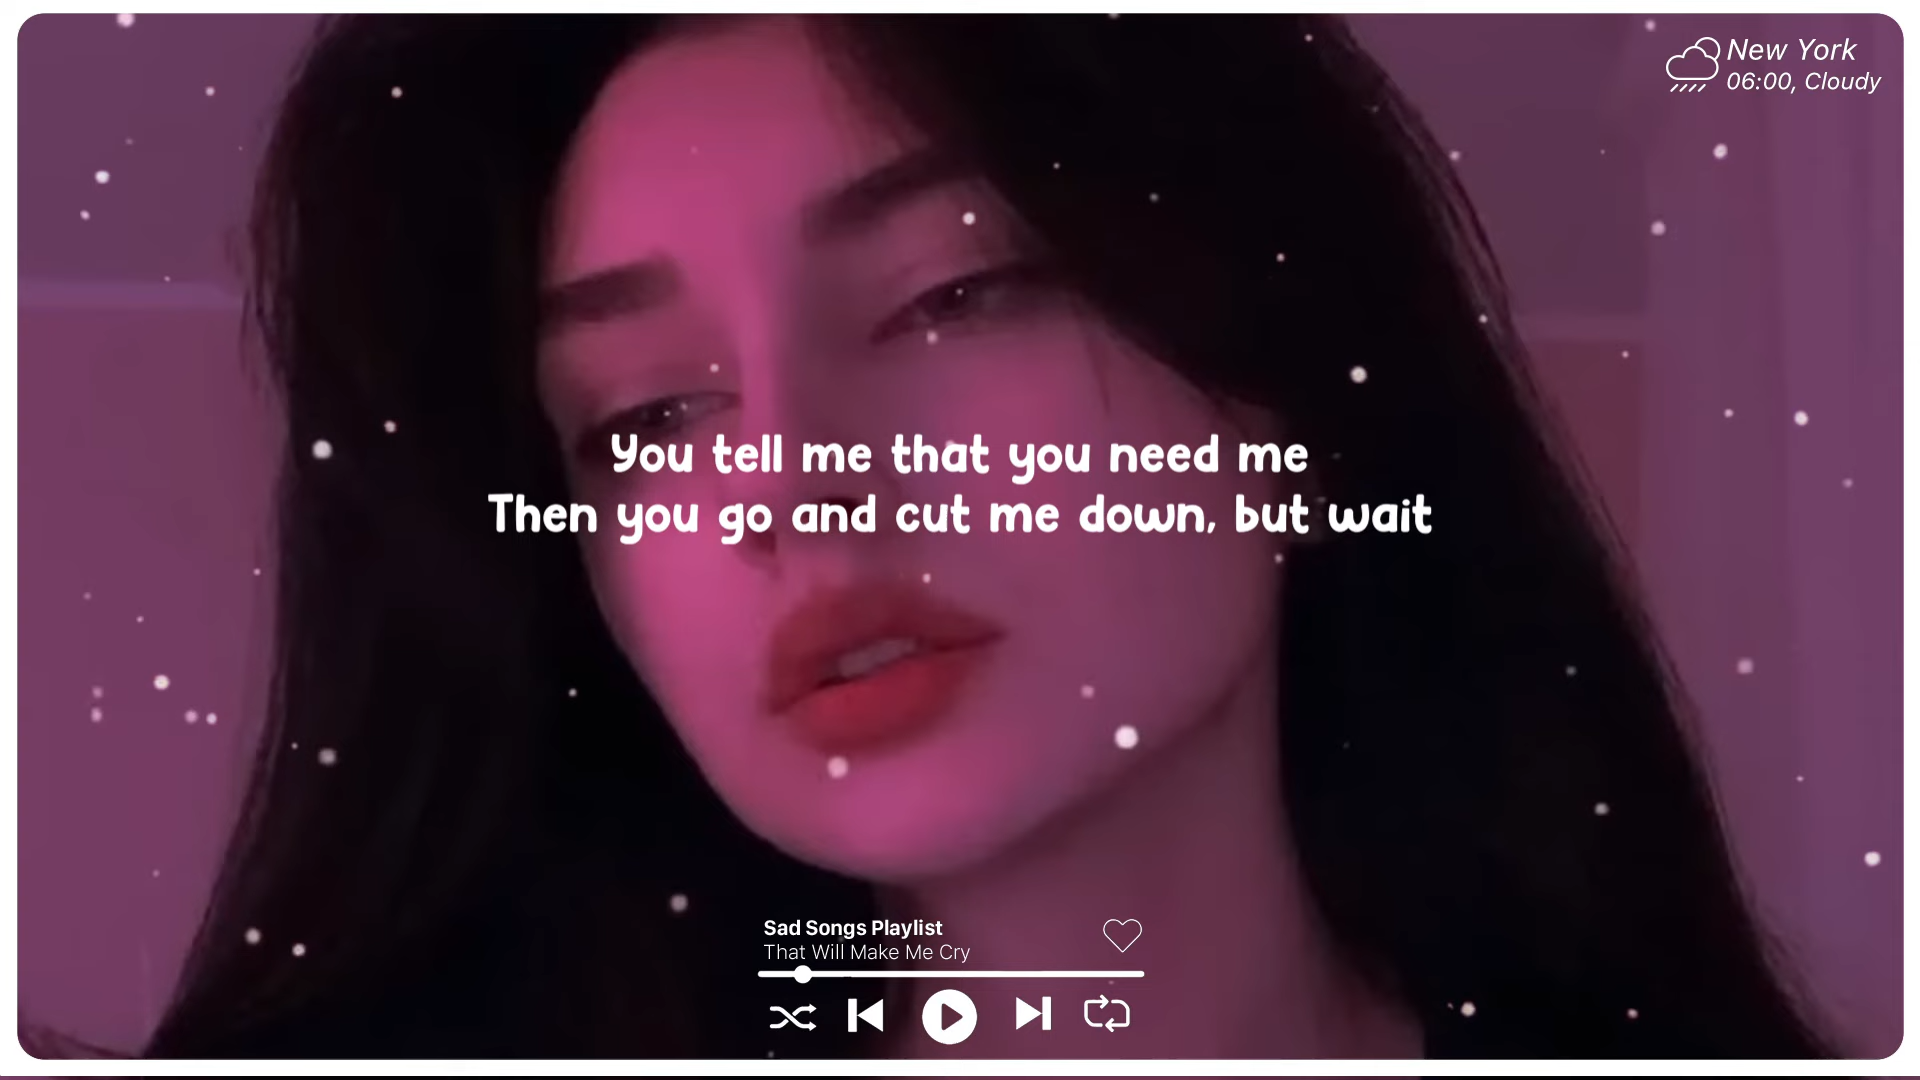 New York
06:00, Cloudy
You tell me that you need me
Then you go and cut me down, but wait
Sad Songs Playlist
That Will Make Me Cry